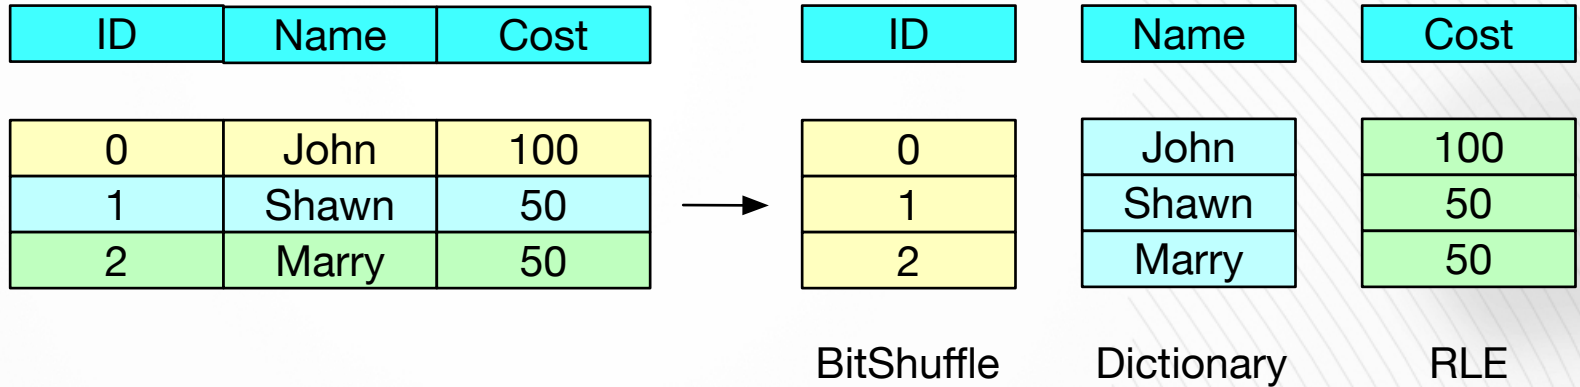 ID Name Cost ID Name Cost
0 John 100 0 John 100
1 Shawn 50 1 Shawn 50
2 Marry 50 2 Marry 50
BitShuffle Dictionary RLE